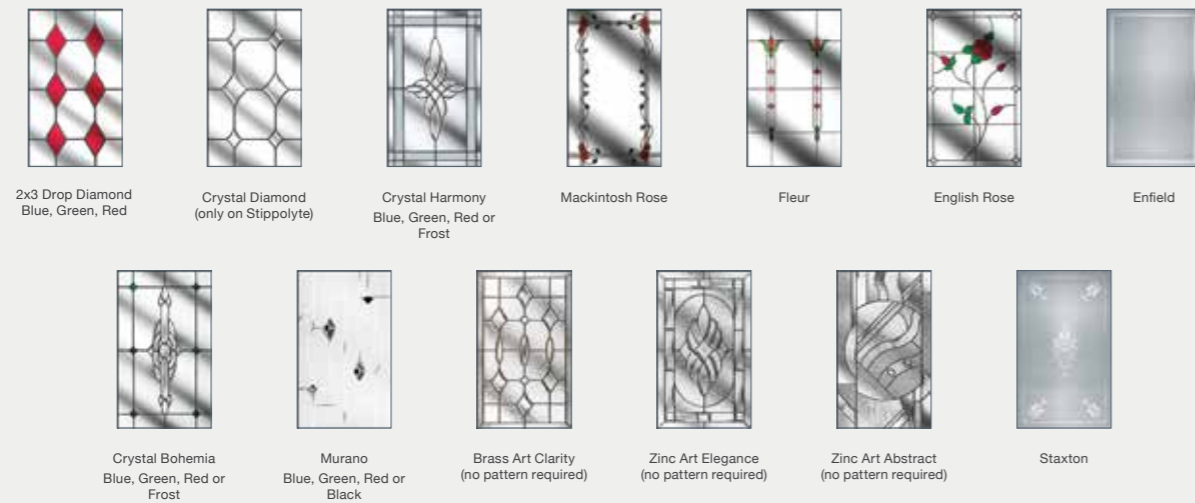 2x3 Drop Diamond
Blue, Green, Red
Crystal Diamond
(only on Stippolyte)
Crystal Harmony
Blue, Green, Red or
Frost
Mackintosh Rose
Fleur
English Rose
Enfield
Crystal Bohemia
Blue, Green, Red or
Frost
Murano
Blue, Green, Red or
Black
Brass Art Clarity
(no pattern required)
Zinc Art Elegance
(no pattern required)
Zinc Art Abstract
(no pattern required)
Staxton